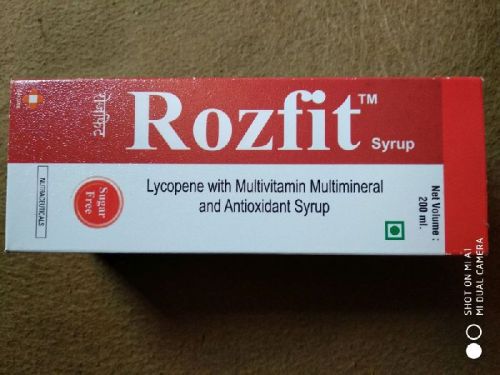 रोज़फिट
Rozfit™
Syrup
Lycopene with Multivitamin Multimineral
and Antioxidant Syrup
Sugar
Free
NUTRACEUTICALS
Net Volume :
200 ml.
SHOT ON MI A1
MI DUAL CAMERA